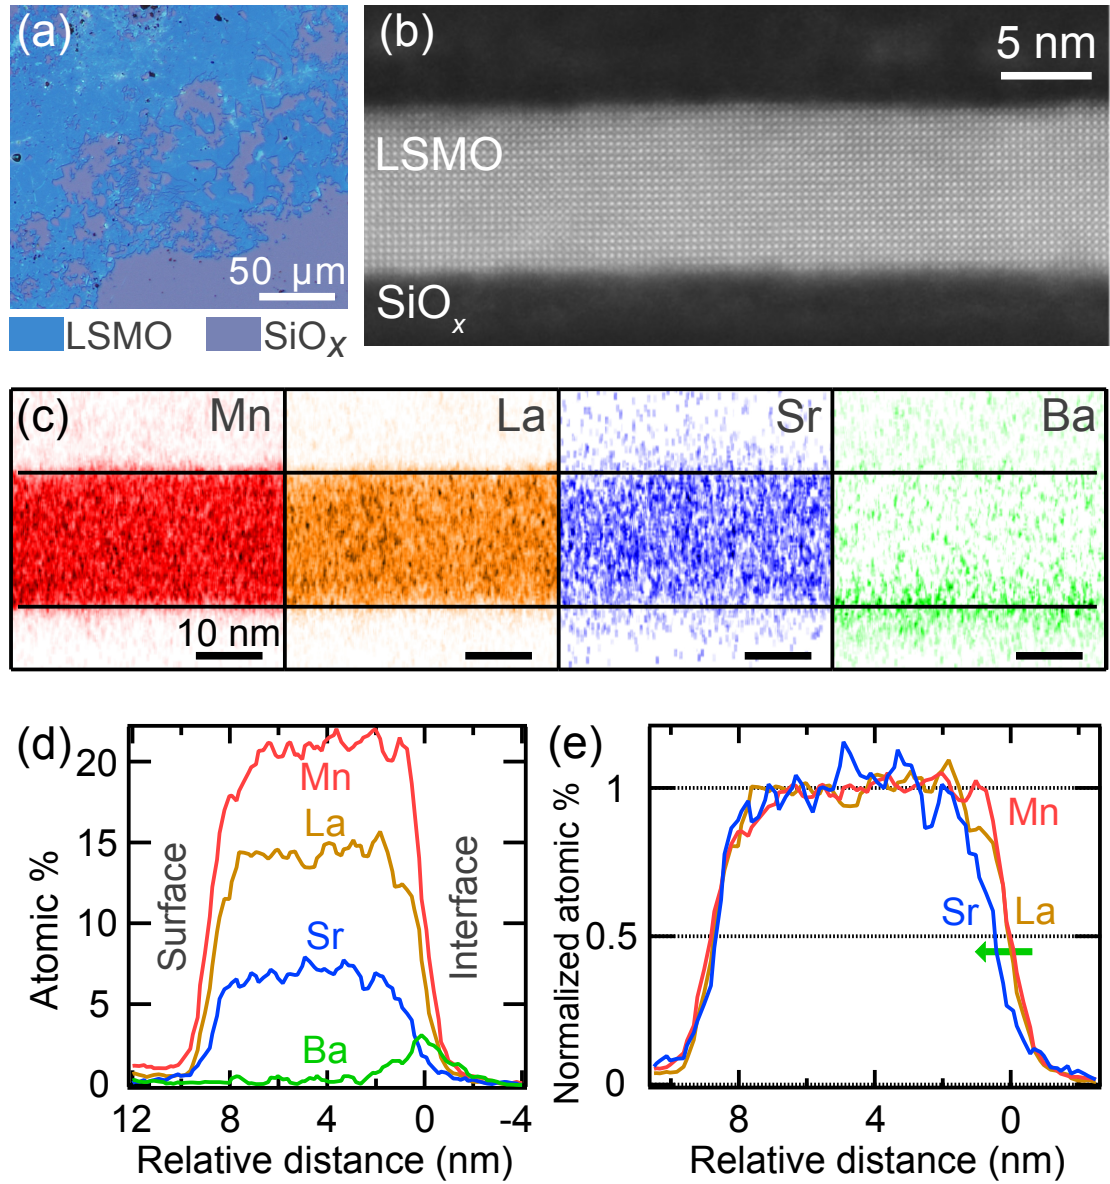 (a)
50 μm
LSMO SiOx
(b)
5 nm
LSMO
SiOx
(c) Mn La Sr Ba
10 nm
(d)
Atomic %
20
15
10
5
0
Surface
Mn
La
Sr
Ba
Interface
12 8 4 0 -4
Relative distance (nm)
(e)
Normalized atomic %
1
0.5
0
Mn
Sr La
8 4 0
Relative distance (nm)